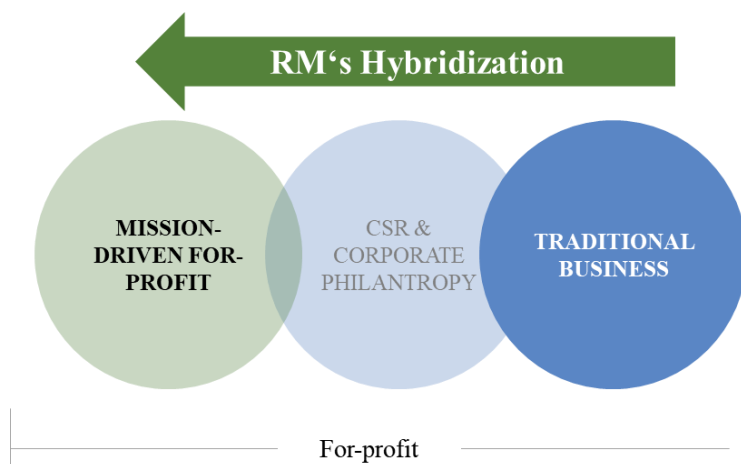 RM‘s Hybridization
MISSION-
DRIVEN FOR-
PROFIT
CSR &
CORPORATE
PHILANTROPY
TRADITIONAL
BUSINESS
For-profit